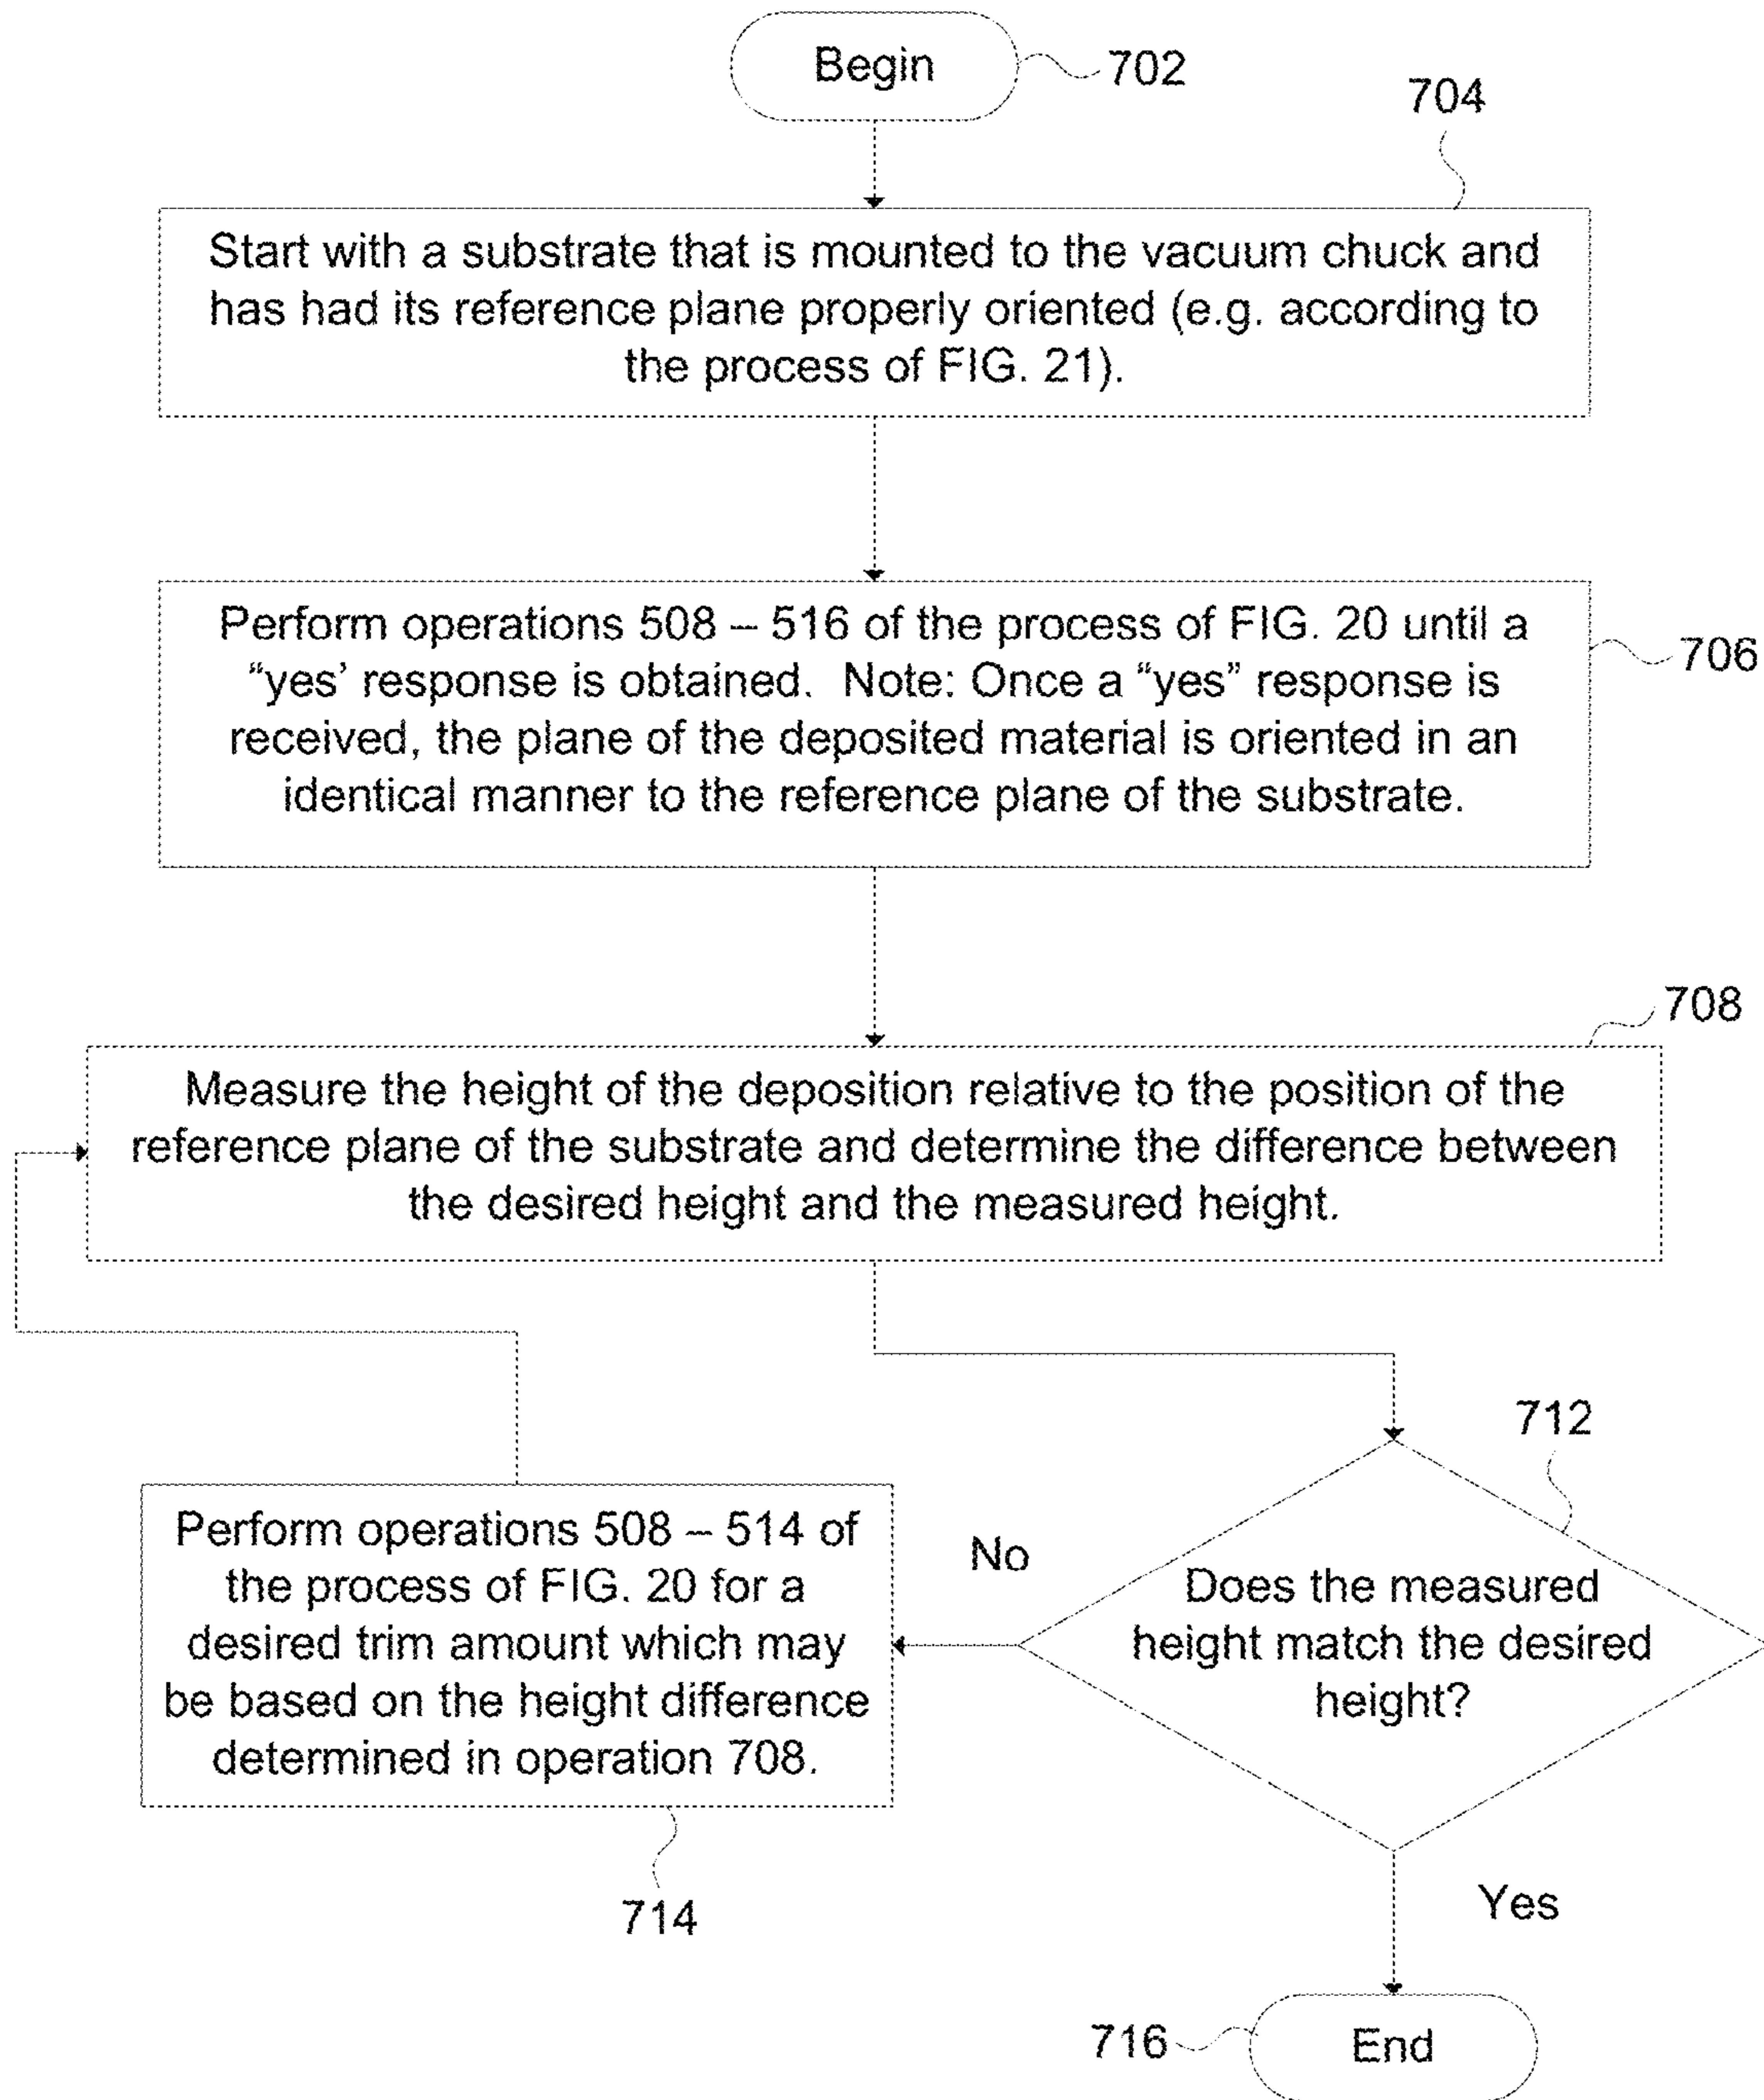 Begin
702
704
Start with a substrate that is mounted to the vacuum chuck and
has had its reference plane properly oriented (e.g. according to
the process of FIG. 21).
Perform operations 508 – 516 of the process of FIG. 20 until a
“yes’ response is obtained.  Note: Once a “yes” response is
received, the plane of the deposited material is oriented in an
identical manner to the reference plane of the substrate.
706
708
Measure the height of the deposition relative to the position of the
reference plane of the substrate and determine the difference between
the desired height and the measured height.
712
Does the measured
height match the desired
height?
No
Perform operations 508 – 514 of
the process of FIG. 20 for a
desired trim amount which may
be based on the height difference
determined in operation 708.
714
Yes
716
End